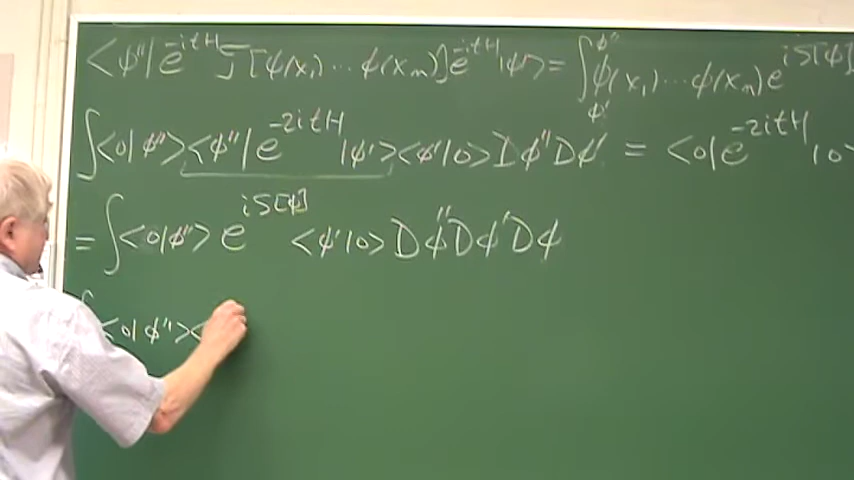 <φ''|e^{-itH} T[φ(x₁)···φ(xₙ)]e^{-itH}|φ'> = ∫_{φ'}^{φ''} φ(x₁)···φ(xₙ)e^{iS[φ]}
∫<0|φ''><φ''|e^{-2itH}|φ'><φ'|0>Dφ''Dφ' = <0|e^{-2itH}|0>
= ∫<0|φ''>e^{iS[φ]} <φ'|0>Dφ''Dφ'Dφ
∫<0|φ''><